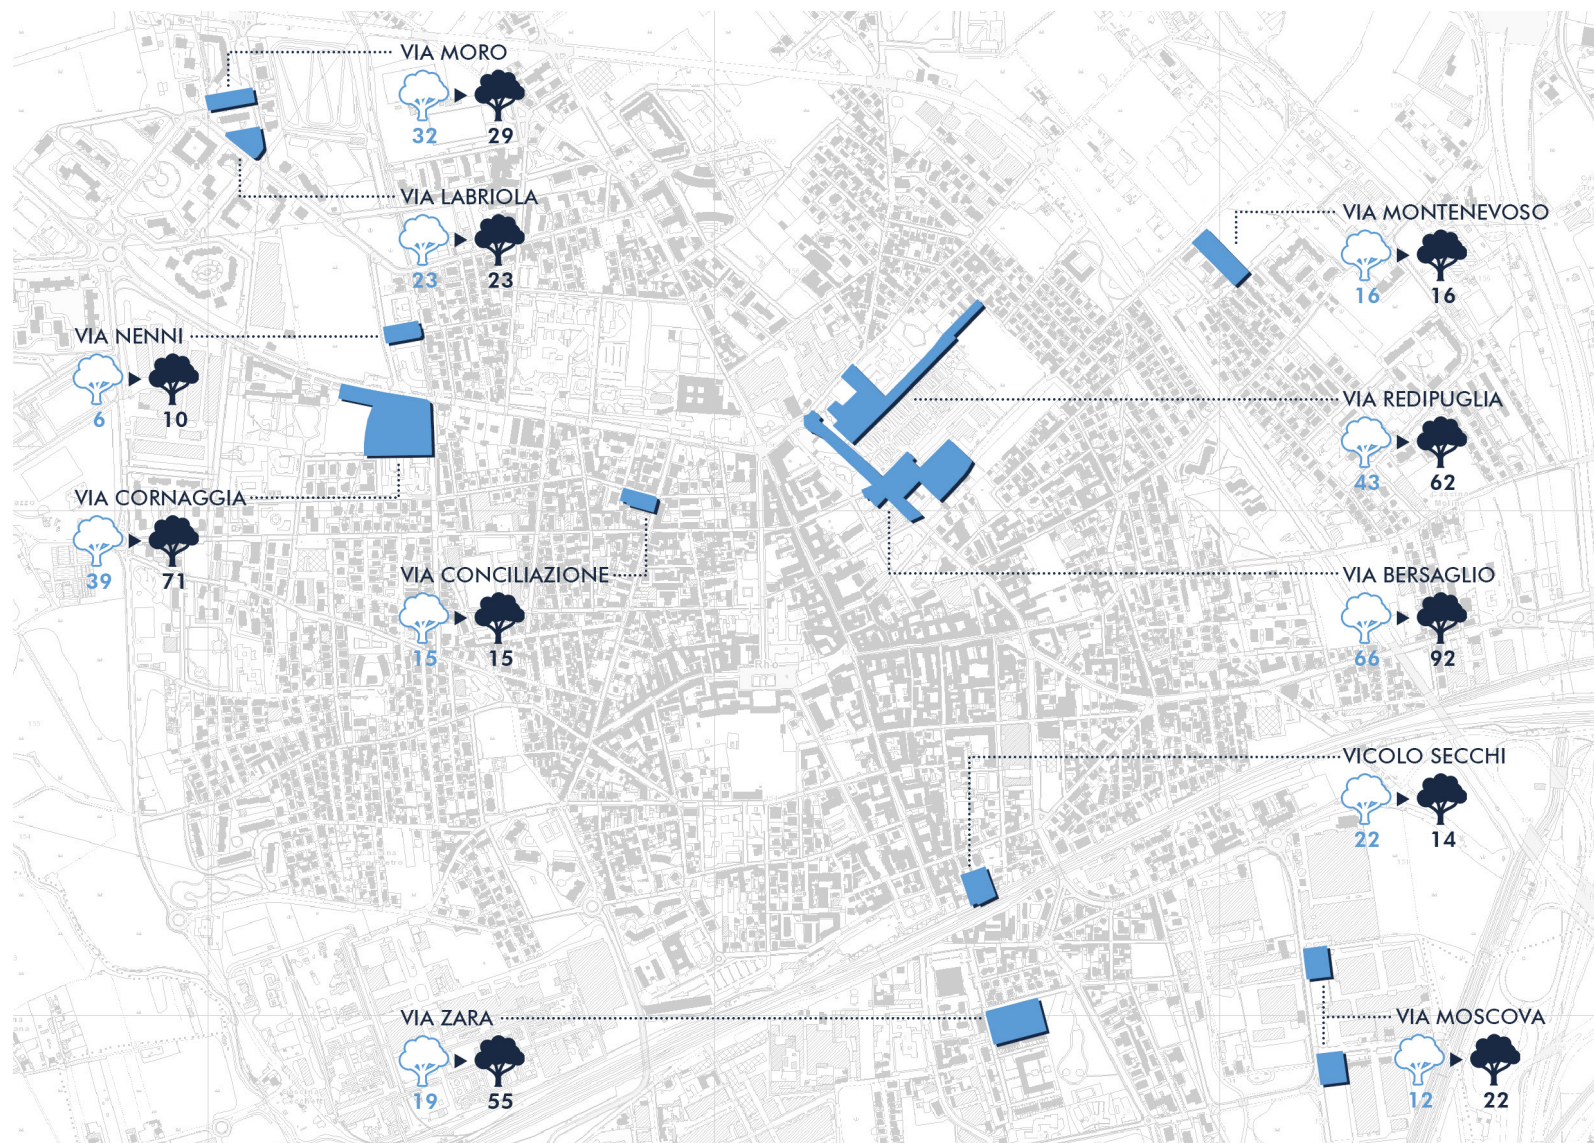 VIA MORO
32 29
VIA LABRIOLA
23 23
VIA NENNI
6 10
VIA CORNAGGIA
39 71
VIA CONCILIAZIONE
15 15
VIA ZARA
19 55
VIA MONTENEVOSO
16 16
VIA REDIPUGLIA
43 62
VIA BERSAGLIO
66 92
VICOLO SECCHI
22 14
VIA MOSCOVA
12 22
Rho